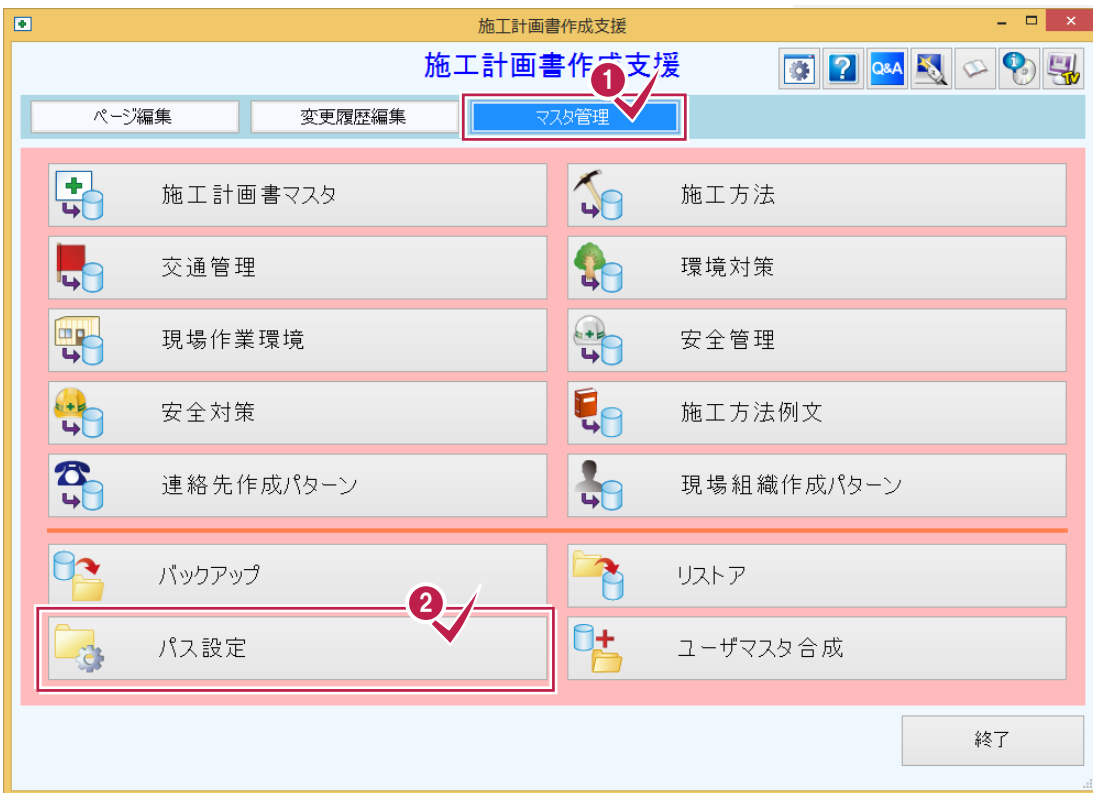 施工計画書作成支援
施工計画書作成支援
Q&A
TV
1
ページ編集
変更履歴編集
マスタ管理
施工計画書マスタ
施工方法
交通管理
環境対策
現場作業環境
安全管理
安全対策
施工方法例文
連絡先作成パターン
現場組織作成パターン
バックアップ
リストア
2
パス設定
ユーザマスタ合成
終了